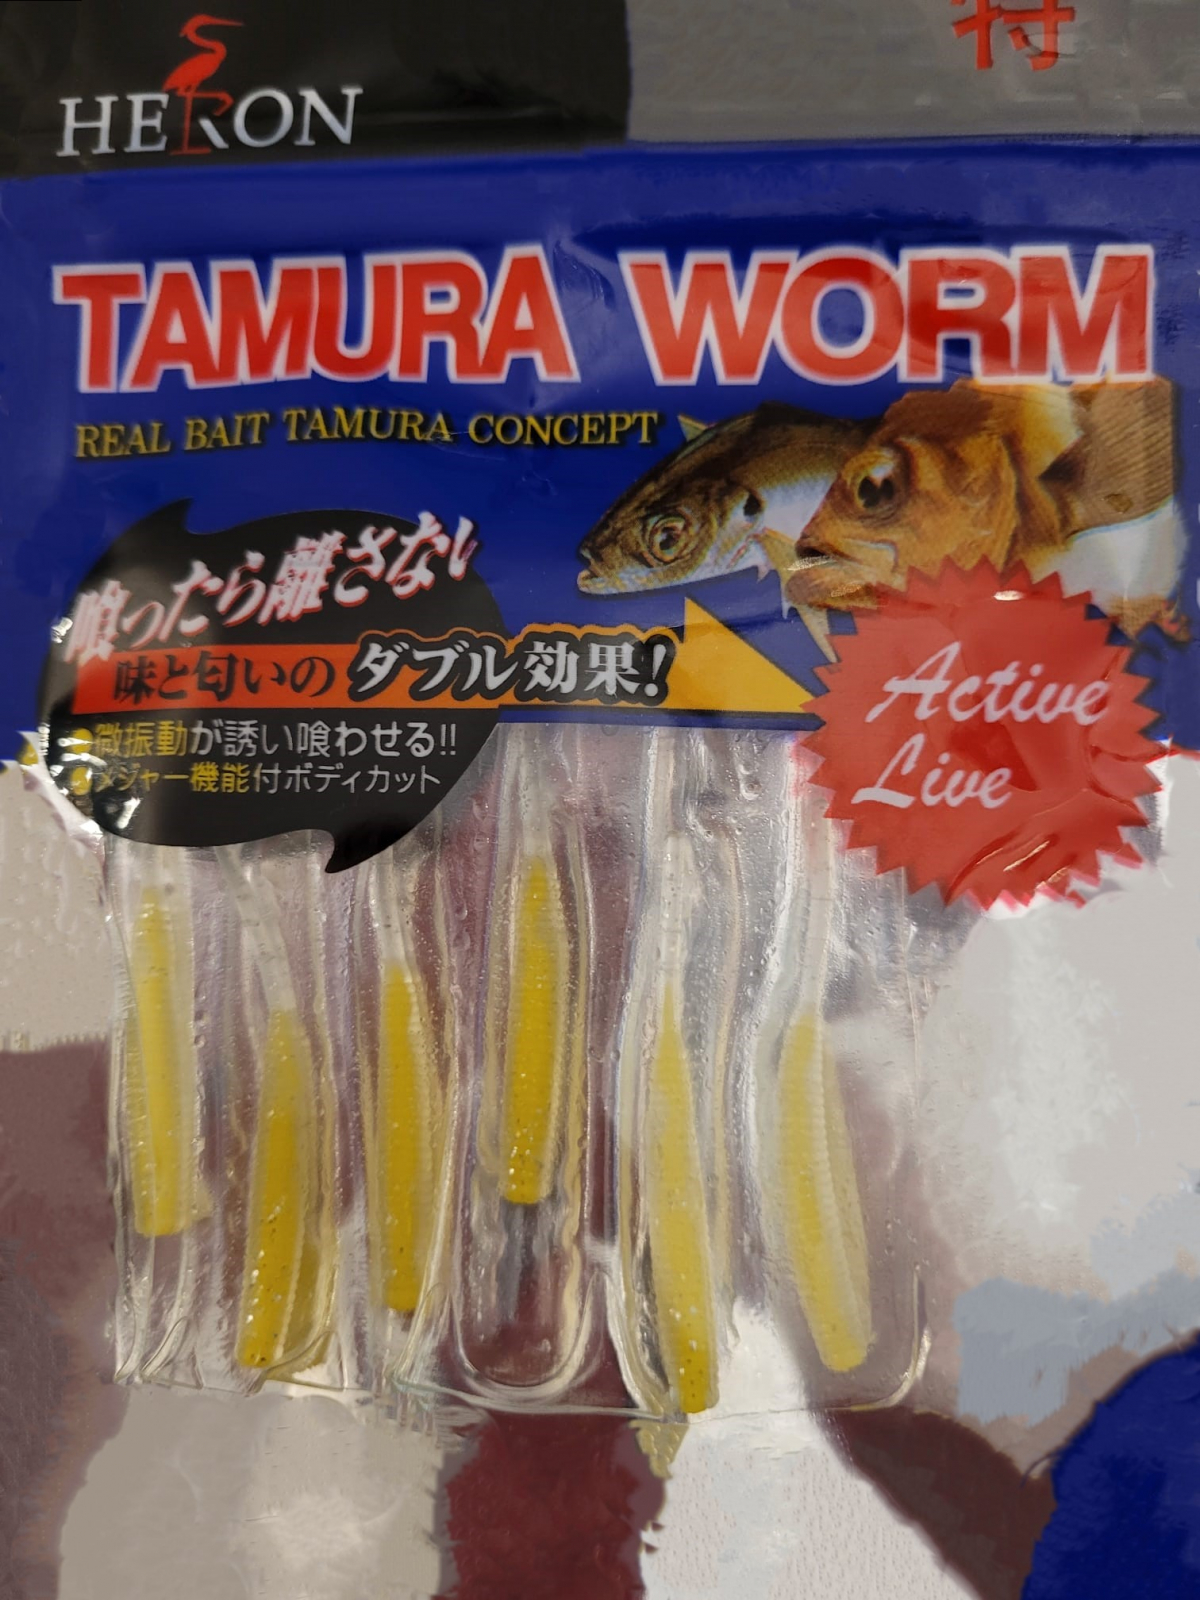 特
HERON
TAMURA WORM
REAL BAIT TAMURA CONCEPT
喰ったら離さない
味と匂いの ダブル効果!
●微振動が誘い喰わせる!!
●メジャー機能付ボディカット
Active
Live